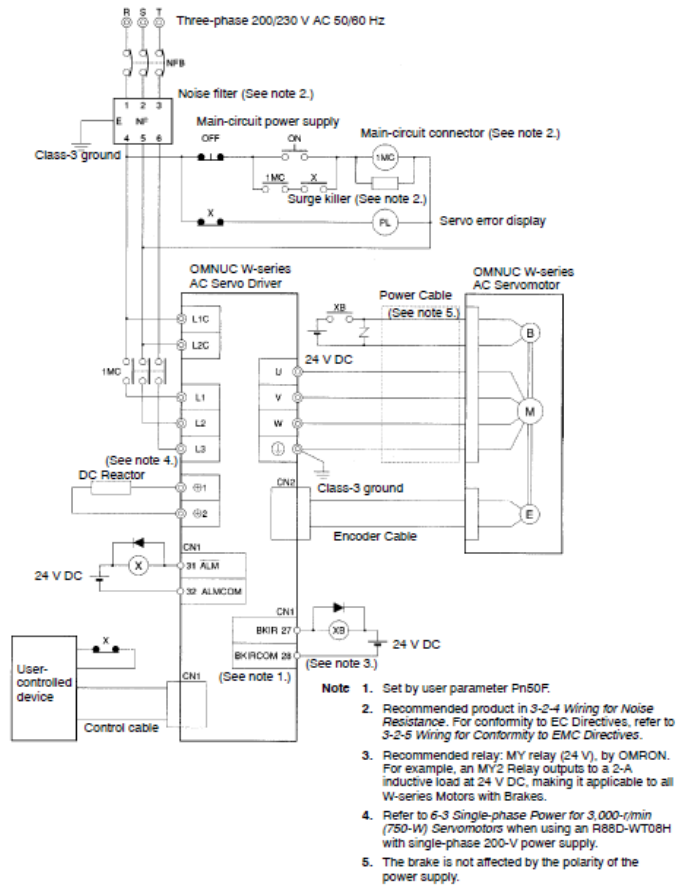 R S T
Three-phase 200/230 V AC 50/60 Hz
NFB
Noise filter (See note 2.)
1 2 3
E NF
4 5 6
Class-3 ground
Main-circuit power supply
OFF
ON
Main-circuit connector (See note 2.)
1MC
1MC X
Surge killer (See note 2.)
X
PL
Servo error display
OMNUC W-series
AC Servo Driver
OMNUC W-series
AC Servomotor
Power Cable
(See note 5.)
XB
24 V DC
B
L1C
L2C
1MC
U
V
W
M
L1
L2
L3
(See note 4.)
DC Reactor
⊕1
⊕2
CN2
Class-3 ground
E
Encoder Cable
CN1
X
31 ALM
24 V DC
32 ALMCOM
CN1
BKIR 27
XB
24 V DC
BKIRCOM 28
(See note 3.)
(See note 1.)
X
User-
controlled
device
CN1
Control cable
Note 1. Set by user parameter Pn50F.
2. Recommended product in 3-2-4 Wiring for Noise
Resistance. For conformity to EC Directives, refer to
3-2-5 Wiring for Conformity to EMC Directives.
3. Recommended relay: MY relay (24 V), by OMRON.
For example, an MY2 Relay outputs to a 2-A
inductive load at 24 V DC, making it applicable to all
W-series Motors with Brakes.
4. Refer to 6-3 Single-phase Power for 3,000-r/min
(750-W) Servomotors when using an R88D-WT08H
with single-phase 200-V power supply.
5. The brake is not affected by the polarity of the
power supply.